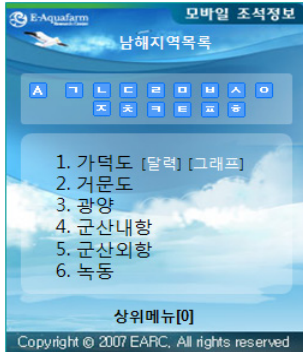 E-Aquafarm
Research Center
모바일 조석정보
남해지역목록
A ㄱ ㄴ ㄷ ㄹ ㅁ ㅂ ㅅ ㅇ
ㅈ ㅊ ㅋ ㅌ ㅍ ㅎ
1. 가덕도 [달력] [그래프]
2. 거문도
3. 광양
4. 군산내항
5. 군산외항
6. 녹동
상위메뉴[0]
Copyright © 2007 EARC, All rights reserved